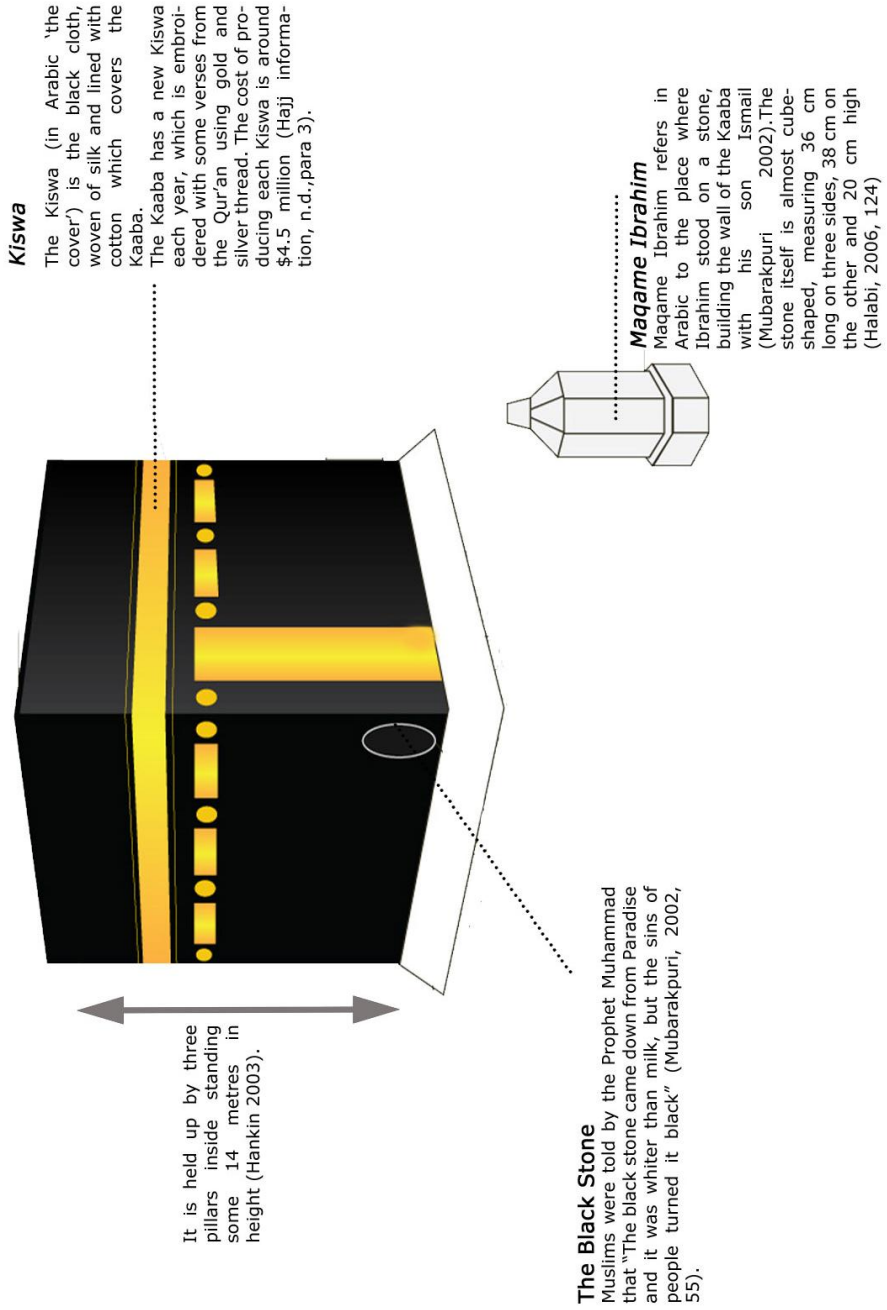 Kiswa
The Kiswa (in Arabic ‘the
cover’) is the black cloth,
woven of silk and lined with
cotton which covers the
Kaaba.
The Kaaba has a new Kiswa
each year, which is embroi-
dered with some verses from
the Qur’an using gold and
silver thread. The cost of pro-
ducing each Kiswa is around
$4.5 million (Hajj informa-
tion, n.d.,para 3).
It is held up by three
pillars inside standing
some 14 metres in
height (Hankin 2003).
Maqame Ibrahim
Maqame Ibrahim refers in
Arabic to the place where
Ibrahim stood on a stone,
building the wall of the Kaaba
with his son Ismail
(Mubarakpuri 2002).The
stone itself is almost cube-
shaped, measuring 36 cm
long on three sides, 38 cm on
the other and 20 cm high
(Halabi, 2006, 124)
The Black Stone
Muslims were told by the Prophet Muhammad
that “The black stone came down from Paradise
and it was whiter than milk, but the sins of
people turned it black” (Mubarakpuri, 2002,
55).